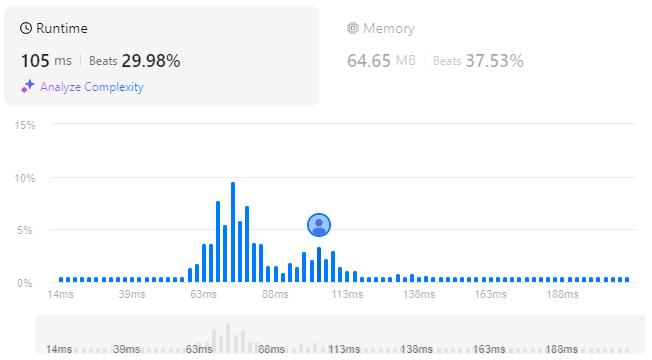 Runtime
105 ms Beats 29.98%
Analyze Complexity
Memory
64.65 MB Beats 37.53%
15%
10%
5%
0%
14ms 39ms 63ms 88ms 113ms 138ms 163ms 188ms
14ms 39ms 63ms 88ms 113ms 138ms 163ms 188ms